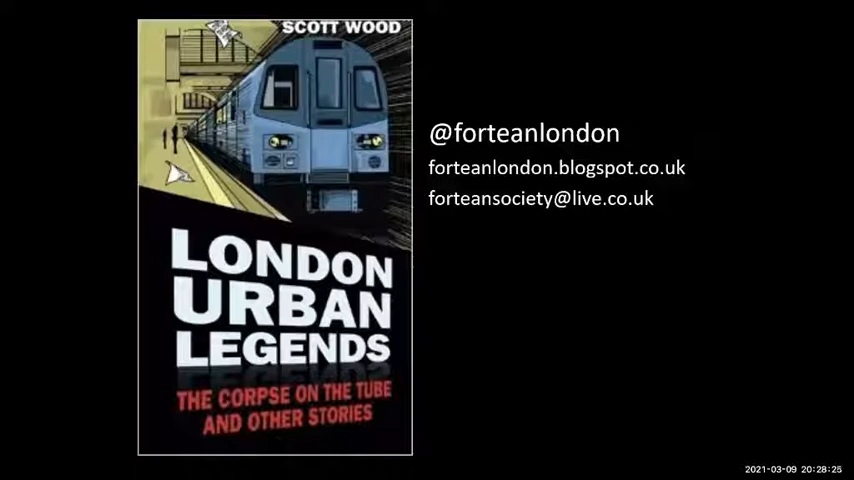 SCOTT WOOD
LONDON
URBAN
LEGENDS
THE CORPSE ON THE TUBE
AND OTHER STORIES
@forteanlondon
forteanlondon.blogspot.co.uk
forteansociety@live.co.uk
2021-03-09 20:28:25